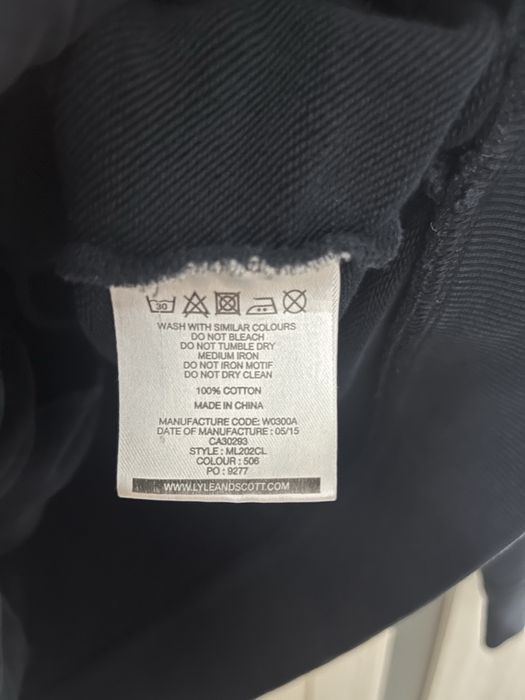 30
WASH WITH SIMILAR COLOURS
DO NOT BLEACH
DO NOT TUMBLE DRY
MEDIUM IRON
DO NOT IRON MOTIF
DO NOT DRY CLEAN
100% COTTON
MADE IN CHINA
MANUFACTURE CODE: W0300A
DATE OF MANUFACTURE : 05/15
CA30293
STYLE : ML202CL
COLOUR : 506
PO : 9277
WWW.LYLEANDSCOTT.COM